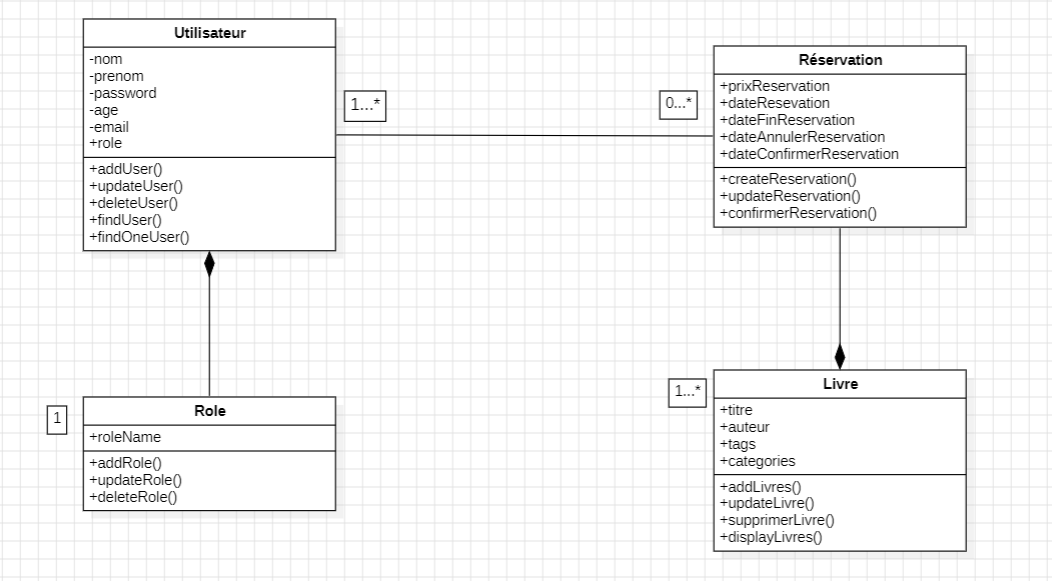 Utilisateur
-nom
-prenom
-password
-age
-email
+role
+addUser()
+updateUser()
+deleteUser()
+findUser()
+findOneUser()
1...*
0...*
Réservation
+prixReservation
+dateResevation
+dateFinReservation
+dateAnnulerReservation
+dateConfirmerReservation
+createReservation()
+updateReservation()
+confirmerReservation()
1
Role
+roleName
+addRole()
+updateRole()
+deleteRole()
1...*
Livre
+titre
+auteur
+tags
+categories
+addLivres()
+updateLivre()
+supprimerLivre()
+displayLivres()